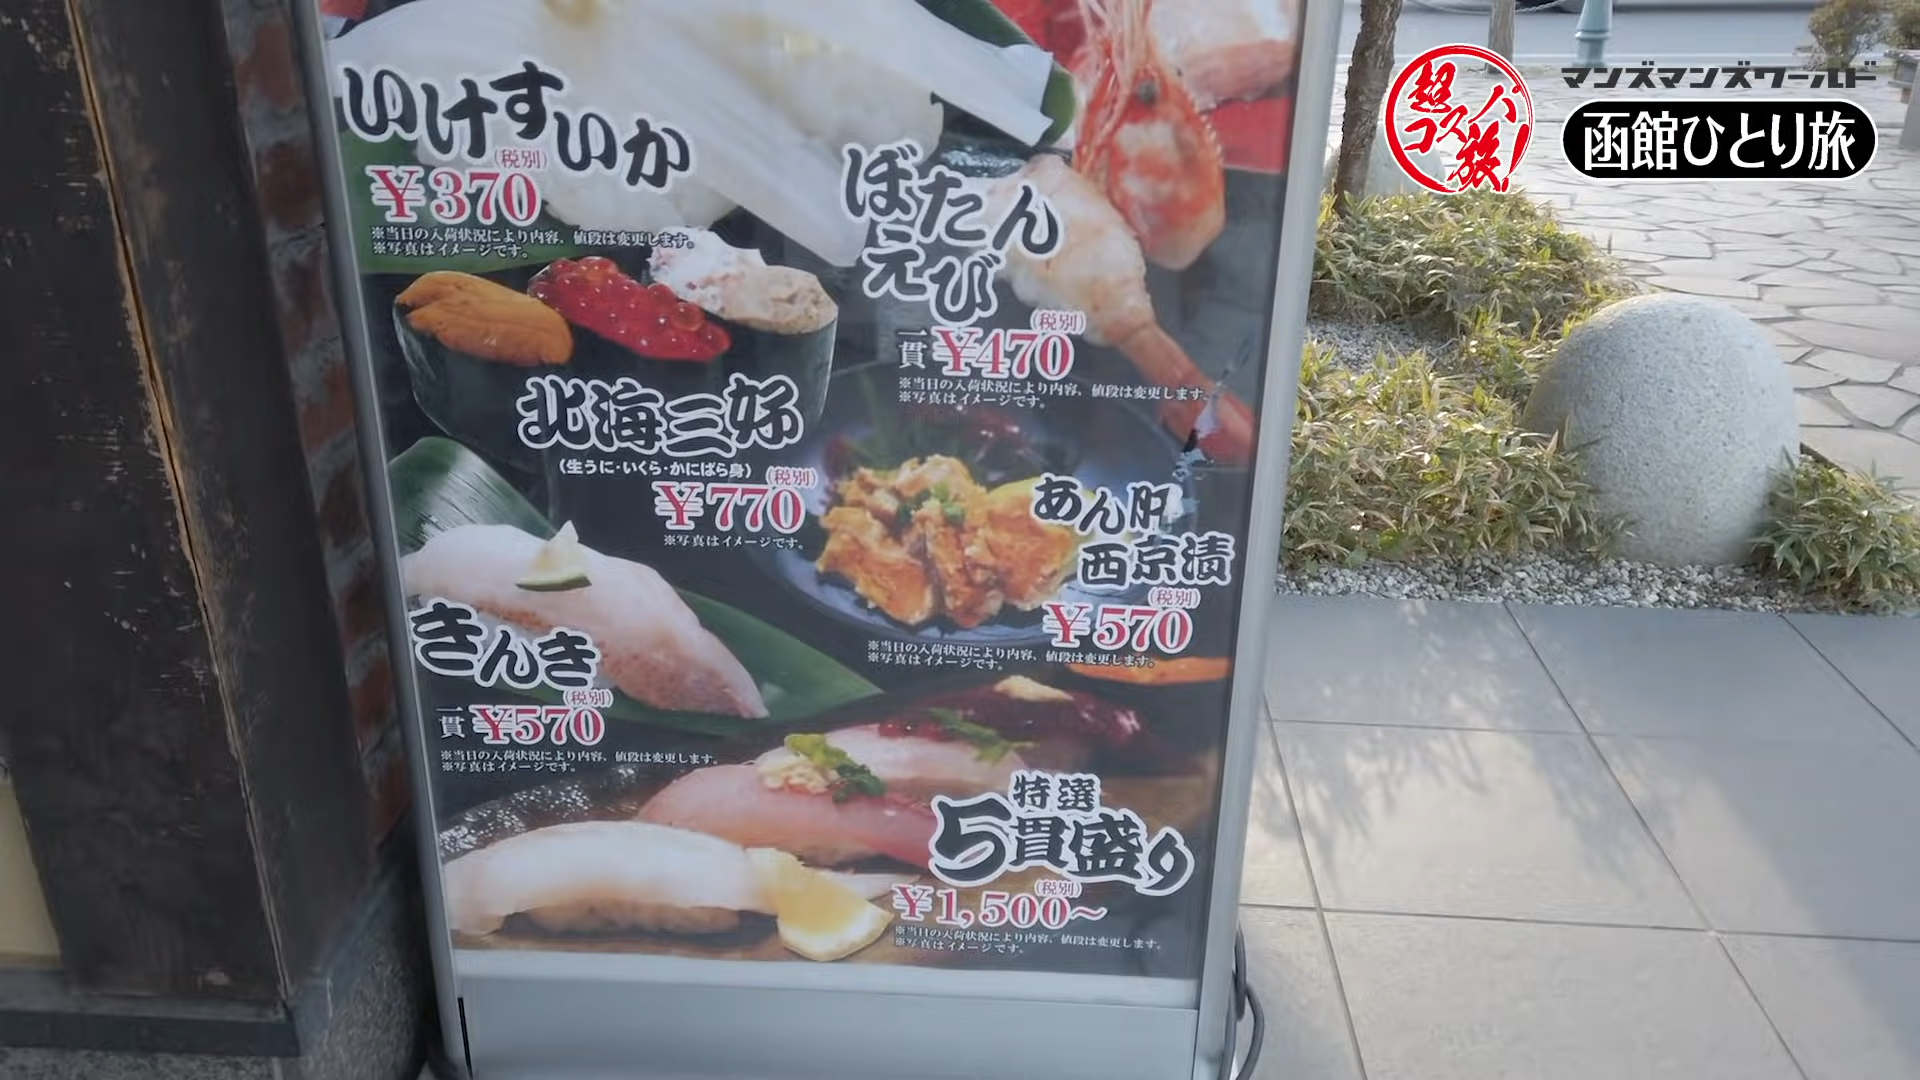 超コスパ旅!
マンズマンズワールド
函館ひとり旅
いけすいか
(税別)
¥370
※当日の入荷状況により内容、値段は変更します。
※写真はイメージです。
ぼたん
えび
(税別)
一貫 ¥470
※当日の入荷状況により内容、値段は変更します。
※写真はイメージです。
北海三好
(生うに・いくら・かにばら身)
(税別)
¥770
※写真はイメージです。
あん肝
西京漬
(税別)
¥570
※当日の入荷状況により内容、値段は変更します。
※写真はイメージです。
きんき
(税別)
一貫 ¥570
※当日の入荷状況により内容、値段は変更します。
※写真はイメージです。
特選
5貫盛り
(税別)
¥1,500〜
※当日の入荷状況により内容、値段は変更します。
※写真はイメージです。